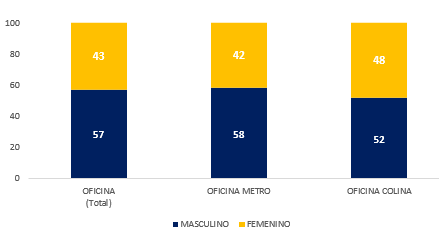 100
80
60
40
20
0
43 42 48
57 58 52
OFICINA (Total) OFICINA METRO OFICINA COLINA
MASCULINO FEMENINO